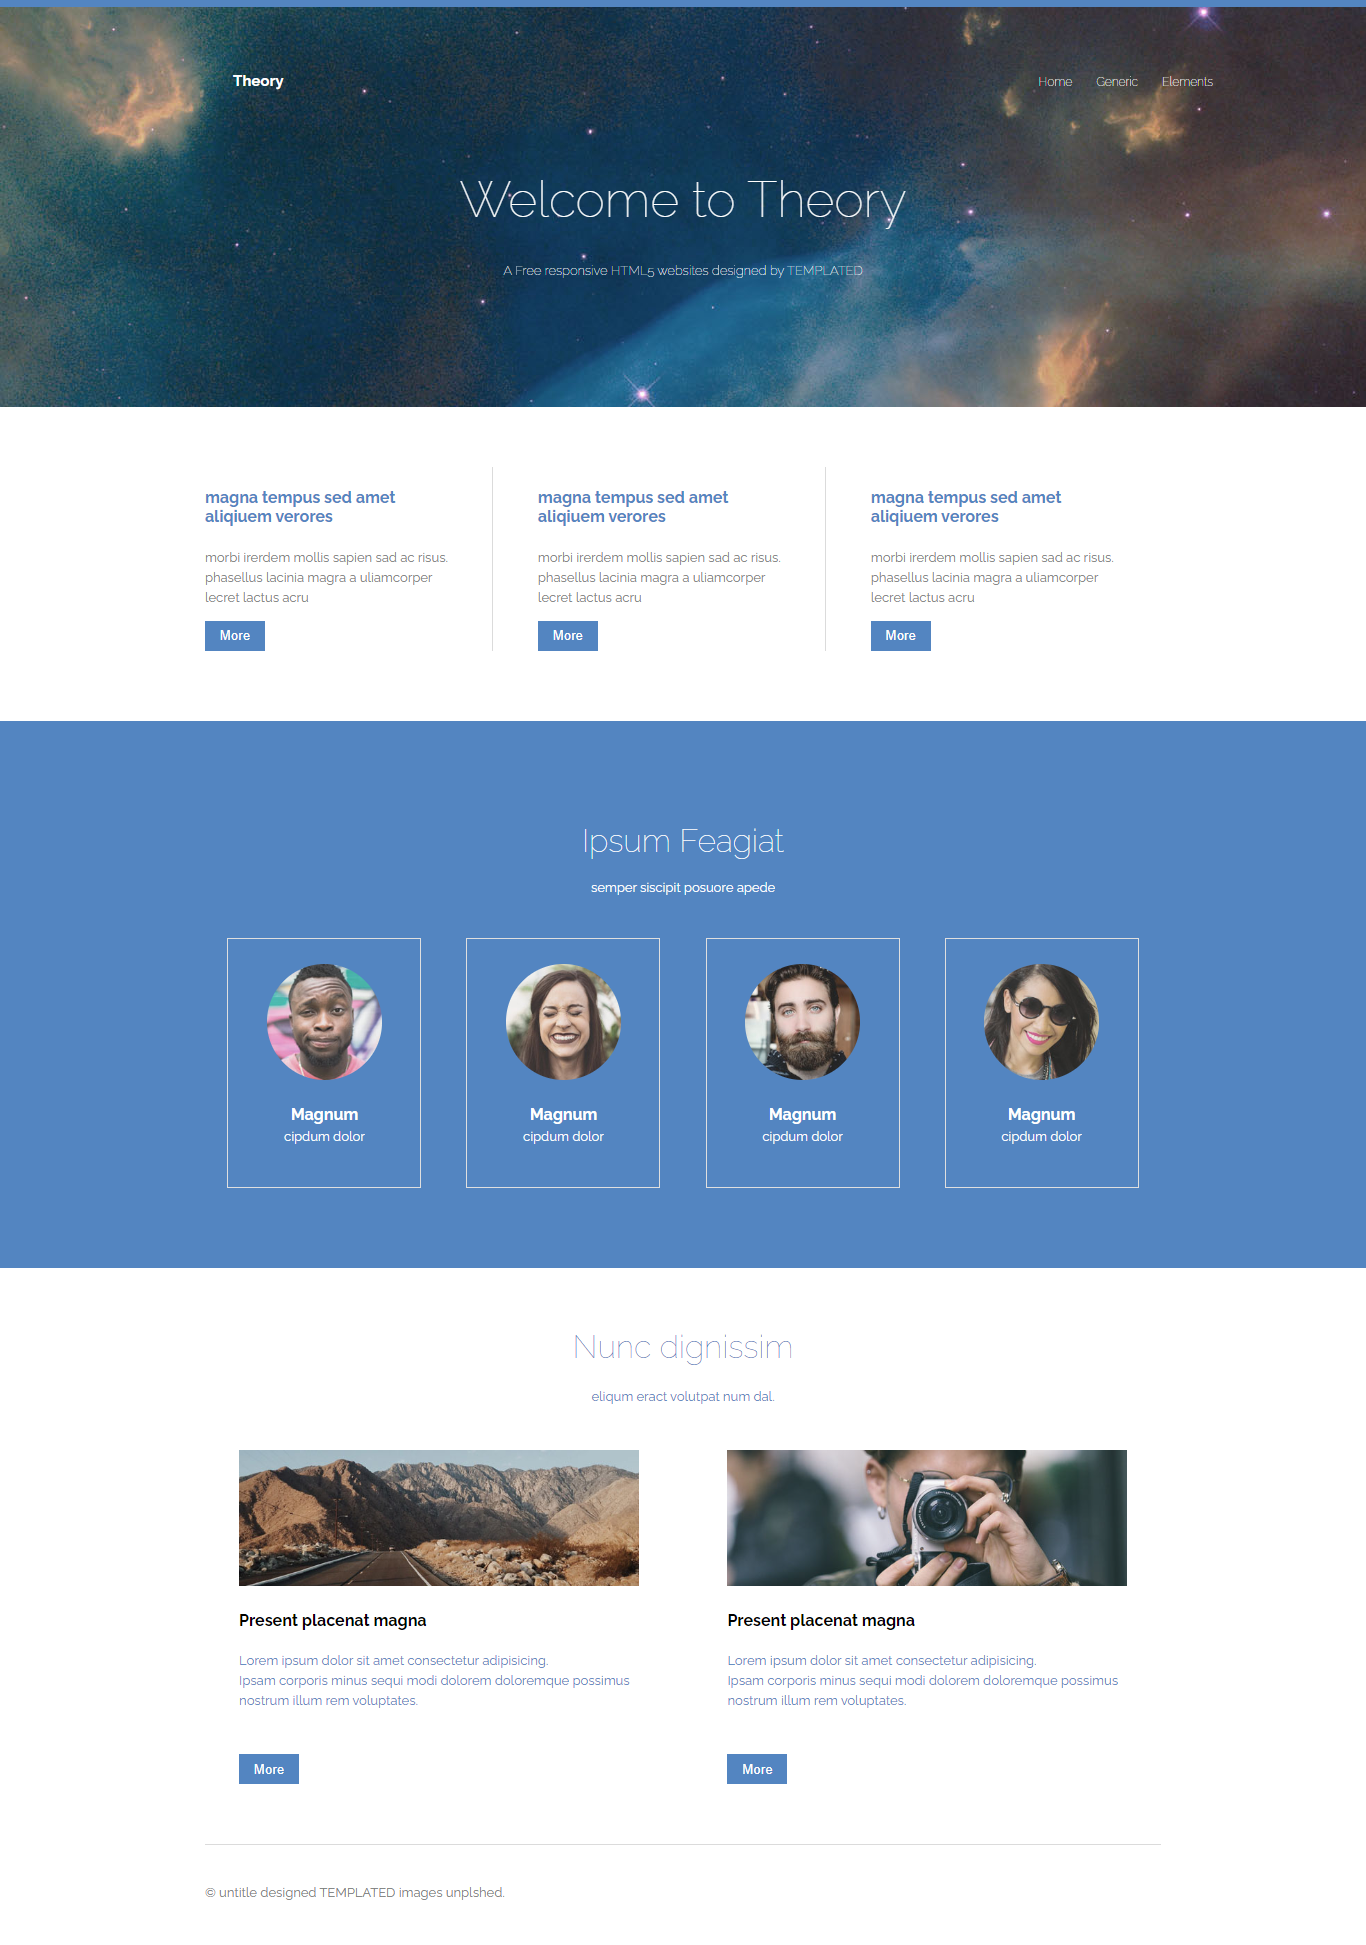 Theory
Home Generic Elements
Welcome to Theory
A Free responsive HTML5 websites designed by TEMPLATED
magna tempus sed amet
aliqiuem verores
morbi irerdem mollis sapien sad ac risus.
phasellus lacinia magra a uliamcorper
lecret lactus acru
More
magna tempus sed amet
aliqiuem verores
morbi irerdem mollis sapien sad ac risus.
phasellus lacinia magra a uliamcorper
lecret lactus acru
More
magna tempus sed amet
aliqiuem verores
morbi irerdem mollis sapien sad ac risus.
phasellus lacinia magra a uliamcorper
lecret lactus acru
More
Ipsum Feagiat
semper siscipit posuore apede
Magnum
cipdum dolor
Magnum
cipdum dolor
Magnum
cipdum dolor
Magnum
cipdum dolor
Nunc dignissim
eliqum eract volutpat num dal.
Present placenat magna
Lorem ipsum dolor sit amet consectetur adipisicing.
Ipsam corporis minus sequi modi dolorem doloremque possimus
nostrum illum rem voluptates.
More
Present placenat magna
Lorem ipsum dolor sit amet consectetur adipisicing.
Ipsam corporis minus sequi modi dolorem doloremque possimus
nostrum illum rem voluptates.
More
© untitle designed TEMPLATED images unplshed.